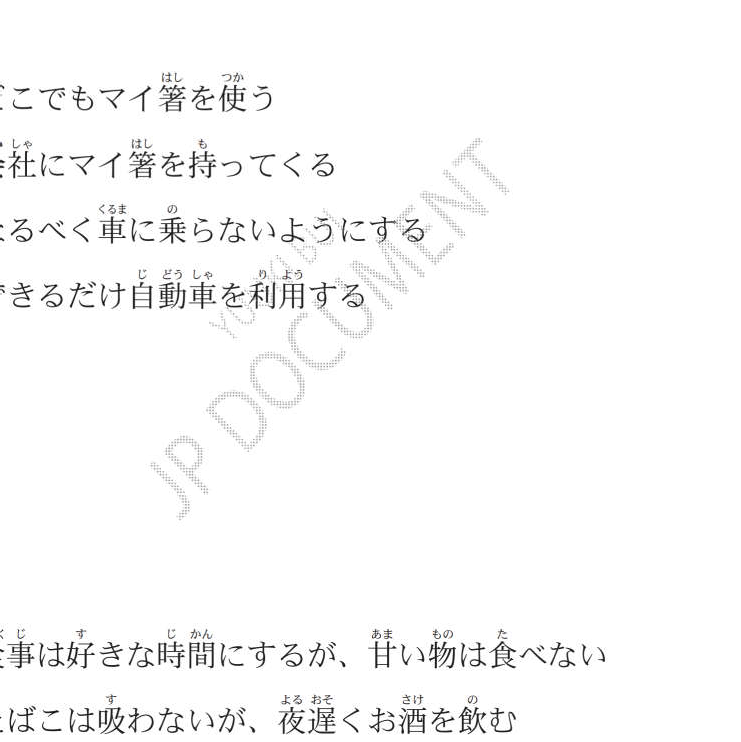 こでもマイ箸を使う
社にマイ箸を持ってくる
るべく車に乗らないようにする
きるだけ自動車を利用する
JP DOCUMENT
事は好きな時間にするが、甘い物は食べない
ばこは吸わないが、夜遅くお酒を飲む